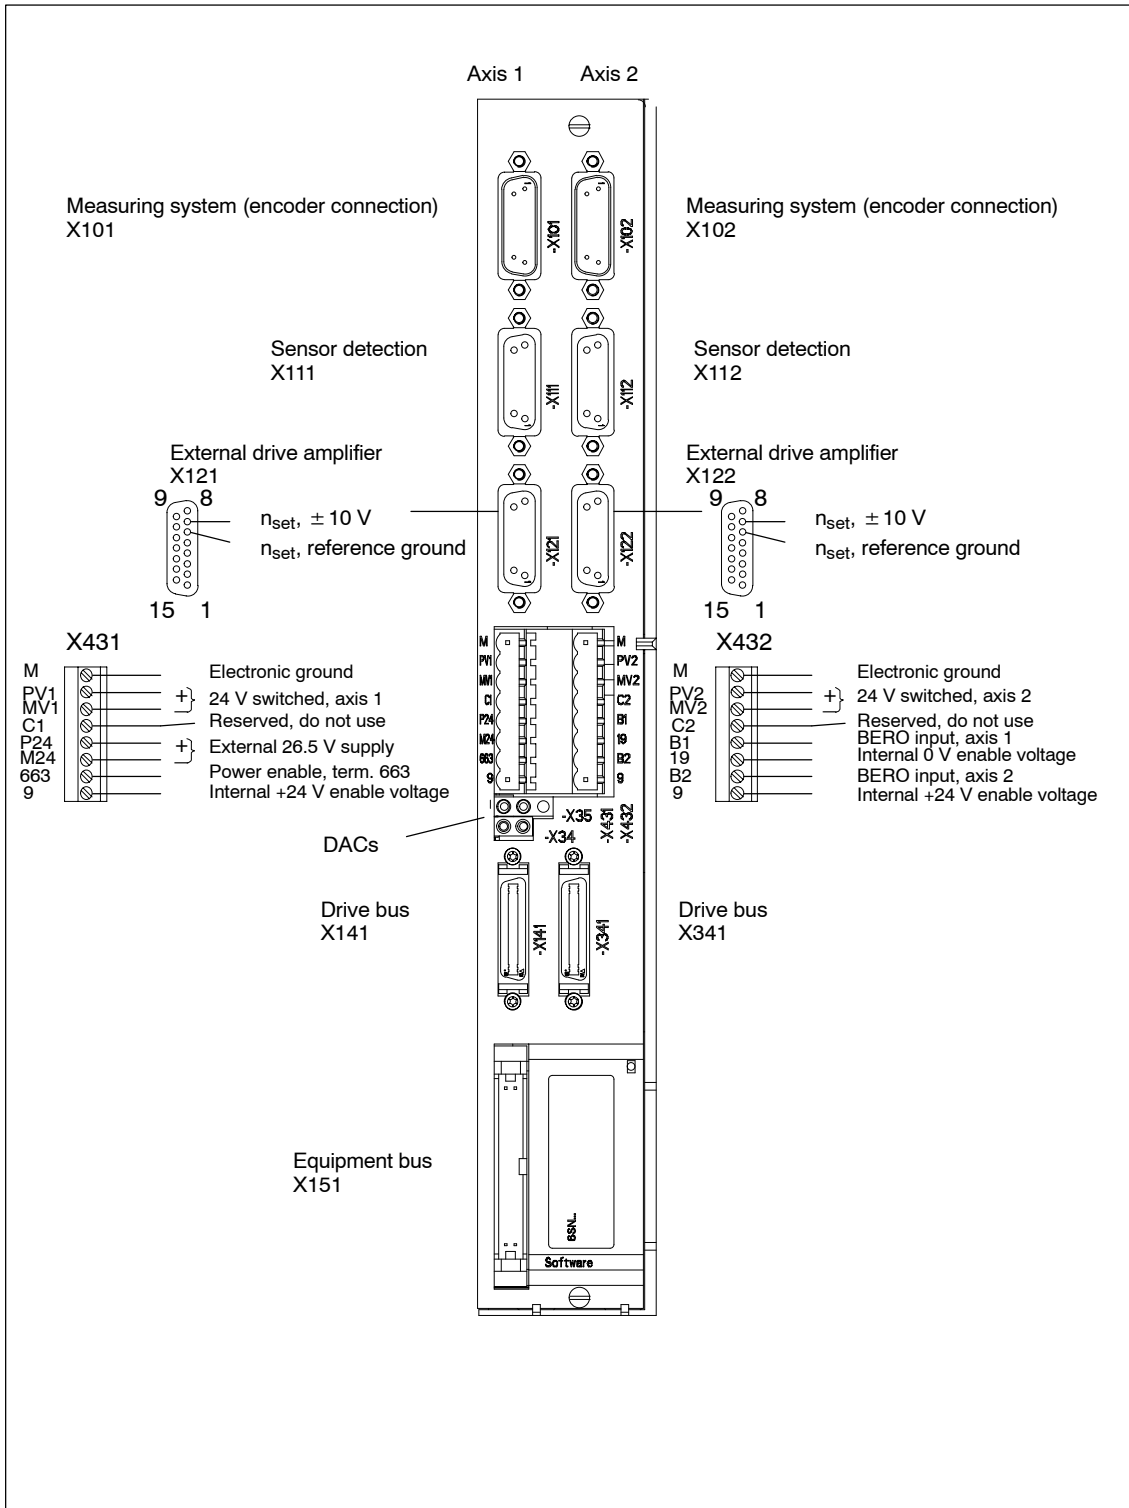 Axis 1
Axis 2
Measuring system (encoder connection)
X101
Measuring system (encoder connection)
X102
-X101
-X102
Sensor detection
X111
Sensor detection
X112
-X111
-X112
External drive amplifier
X121
9 8
nset, ± 10 V
nset, reference ground
15 1
External drive amplifier
X122
9 8
nset, ± 10 V
nset, reference ground
15 1
-X121
-X122
X431
M Electronic ground
PV1 + 24 V switched, axis 1
MV1 –
C1 Reserved, do not use
P24 + External 26.5 V supply
M24 –
663 Power enable, term. 663
9 Internal +24 V enable voltage
M
PV1
MV1
C1
P24
M24
663
9
M
PV2
MV2
C2
B1
19
B2
9
X432
M Electronic ground
PV2 + 24 V switched, axis 2
MV2 –
C2 Reserved, do not use
B1 BERO input, axis 1
19 Internal 0 V enable voltage
B2 BERO input, axis 2
9 Internal +24 V enable voltage
DACs
-X35
-X34
-X431
-X432
Drive bus
X141
Drive bus
X341
-X141
-X341
Equipment bus
X151
6SN..
Software